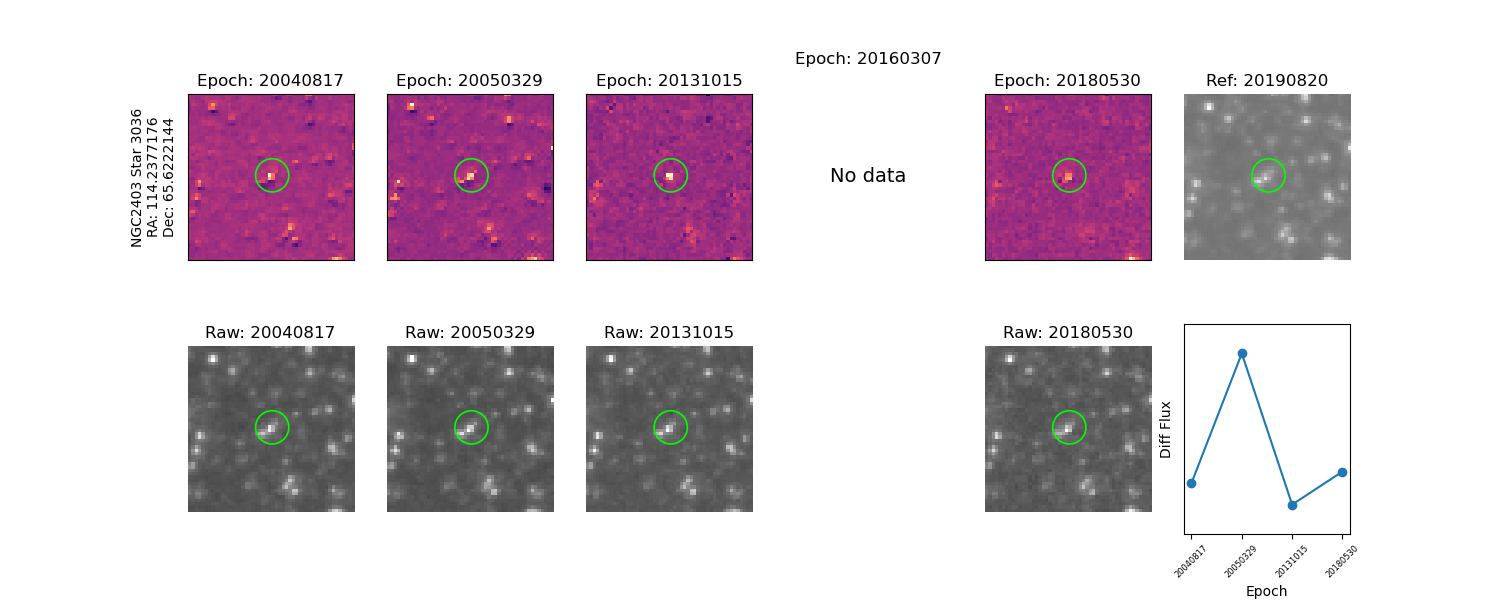 Epoch: 20160307
Epoch: 20040817
Epoch: 20050329
Epoch: 20131015
Epoch: 20180530
Ref: 20190820
NGC2403 Star 3036
RA: 114.2377176
Dec: 65.6222144
No data
Raw: 20040817
Raw: 20050329
Raw: 20131015
Raw: 20180530
Diff Flux
20040817
20050329
20131015
20180530
Epoch